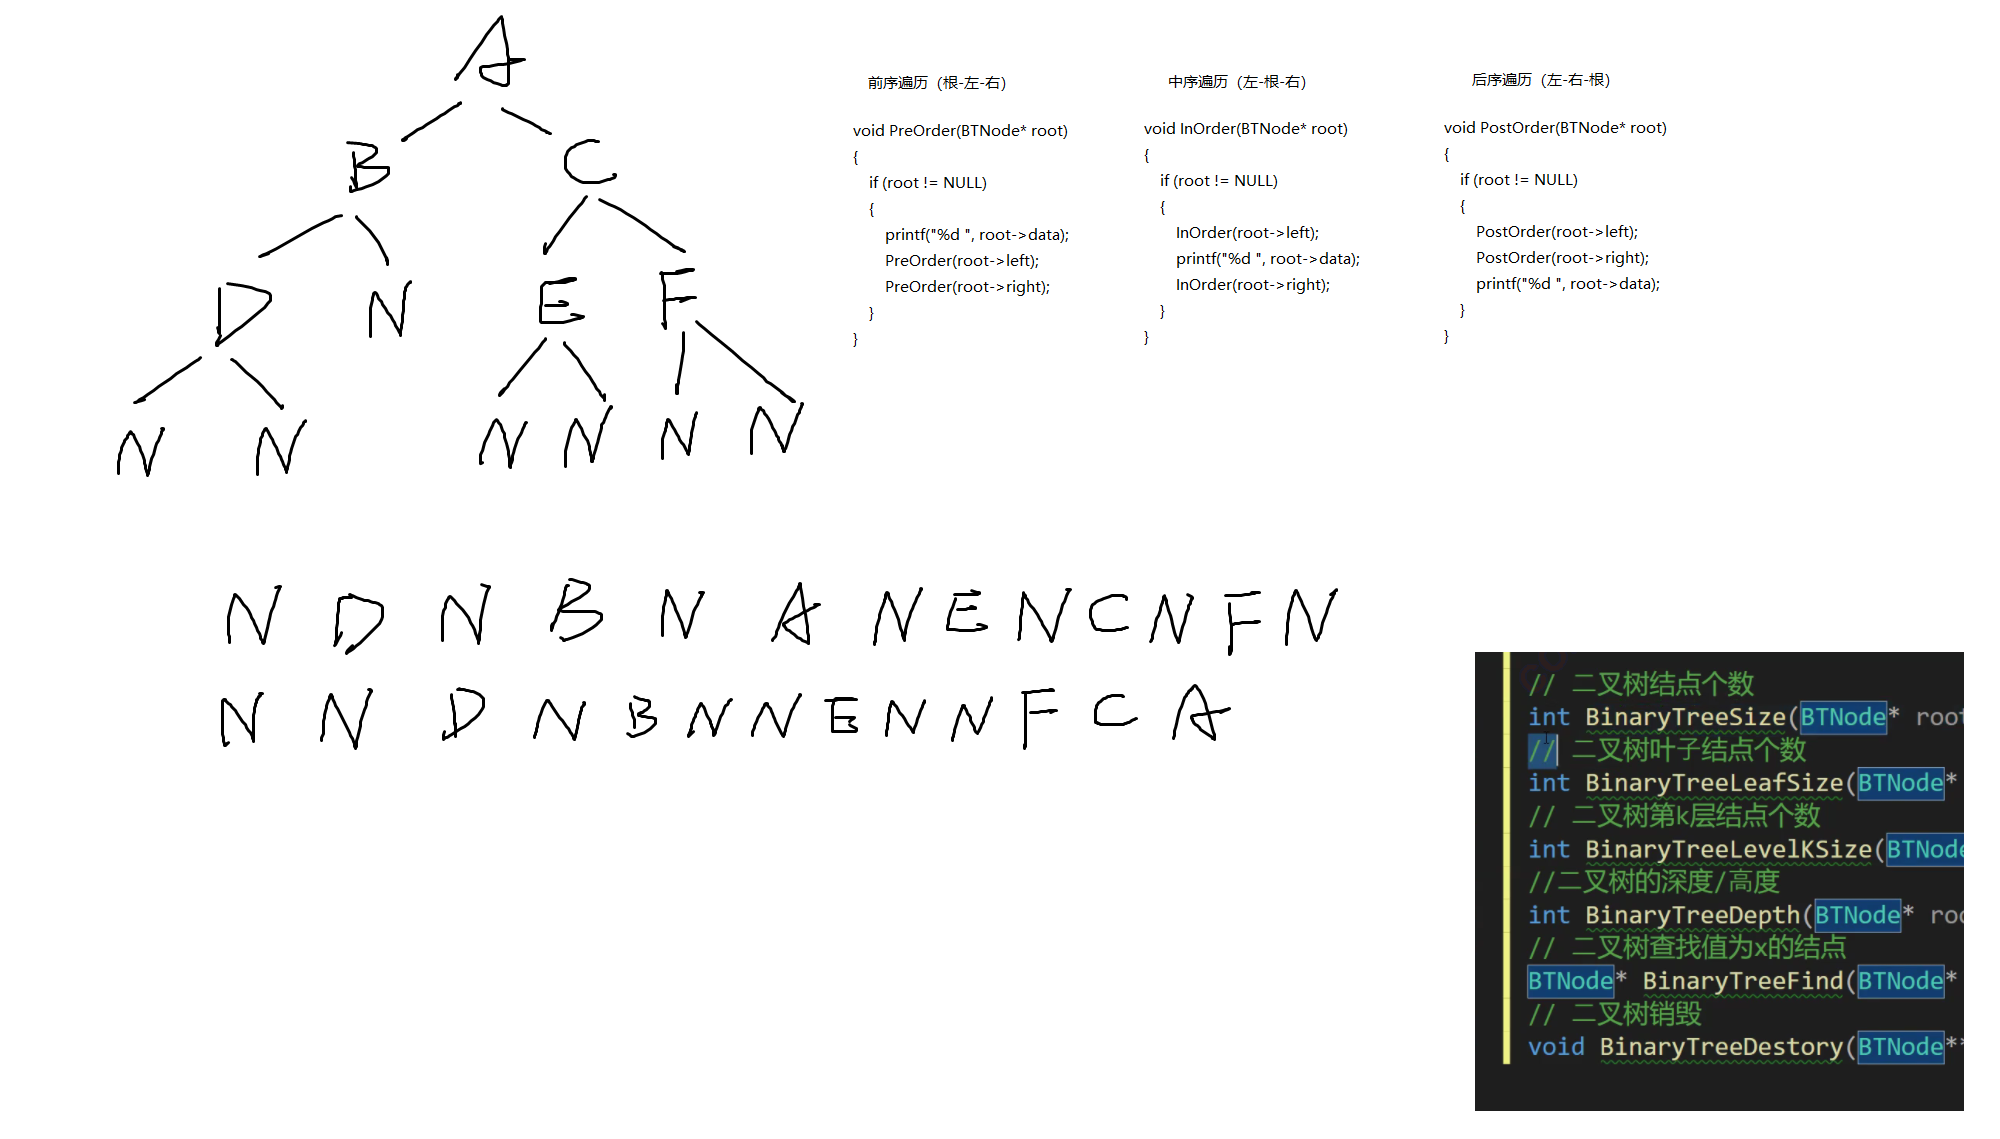 A
B C
D N E F
N N N N N N
前序遍历（根-左-右）
void PreOrder(BTNode* root)
{
if (root != NULL)
{
printf("%d ", root->data);
PreOrder(root->left);
PreOrder(root->right);
}
}
中序遍历（左-根-右）
void InOrder(BTNode* root)
{
if (root != NULL)
{
InOrder(root->left);
printf("%d ", root->data);
InOrder(root->right);
}
}
后序遍历（左-右-根）
void PostOrder(BTNode* root)
{
if (root != NULL)
{
PostOrder(root->left);
PostOrder(root->right);
printf("%d ", root->data);
}
}
N D N B N A N E N C N F N
N N D N B N N E N N F C A
// 二叉树结点个数
int BinaryTreeSize(BTNode* root
// 二叉树叶子结点个数
int BinaryTreeLeafSize(BTNode*
// 二叉树第k层结点个数
int BinaryTreeLevelKSize(BTNode
//二叉树的深度/高度
int BinaryTreeDepth(BTNode* roo
// 二叉树查找值为x的结点
BTNode* BinaryTreeFind(BTNode*
// 二叉树销毁
void BinaryTreeDestory(BTNode**